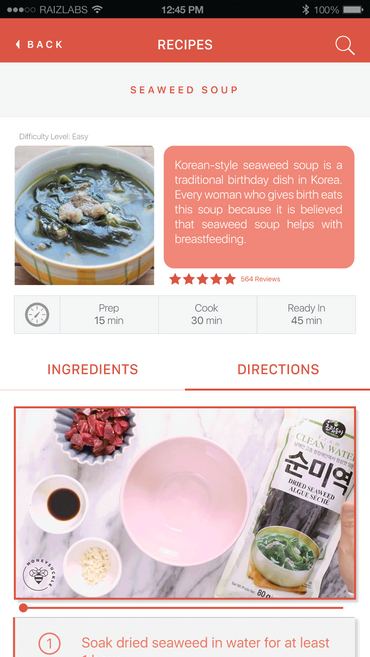 RAIZLABS 12:45 PM 100%
BACK RECIPES
SEAWEED SOUP
Difficulty Level: Easy
Korean-style seaweed soup is a
traditional birthday dish in Korea.
Every woman who gives birth eats
this soup because it is believed
that seaweed soup helps with
breastfeeding.
564 Reviews
Prep
15 min
Cook
30 min
Ready In
45 min
INGREDIENTS DIRECTIONS
CLEAN WATER
순미역
DRIED SEAWEED
ALGUE SÈCHE
80g
HONEYSUCKLE
1 Soak dried seaweed in water for at least